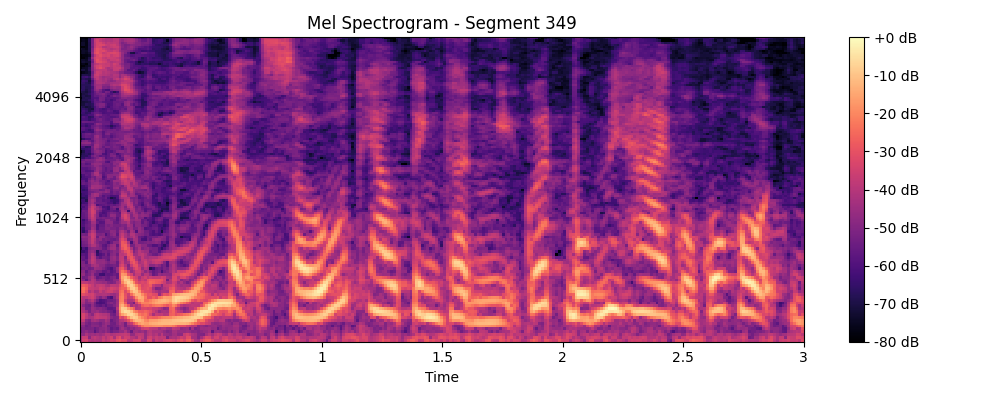 Mel Spectrogram - Segment 349
Frequency
4096
2048
1024
512
0
0
0.5
1
1.5
2
2.5
3
Time
+0 dB
-10 dB
-20 dB
-30 dB
-40 dB
-50 dB
-60 dB
-70 dB
-80 dB